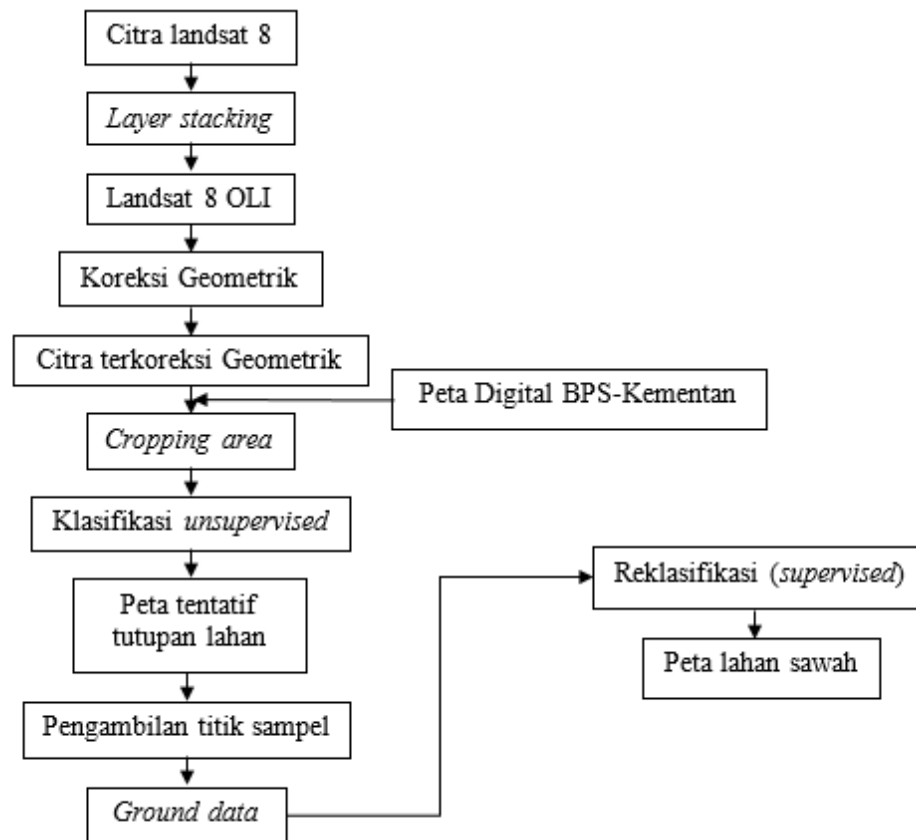 Citra landsat 8
Layer stacking
Landsat 8 OLI
Koreksi Geometrik
Citra terkoreksi Geometrik
Peta Digital BPS-Kementan
Cropping area
Klasifikasi unsupervised
Peta tentatif
tutupan lahan
Pengambilan titik sampel
Ground data
Reklasifikasi (supervised)
Peta lahan sawah